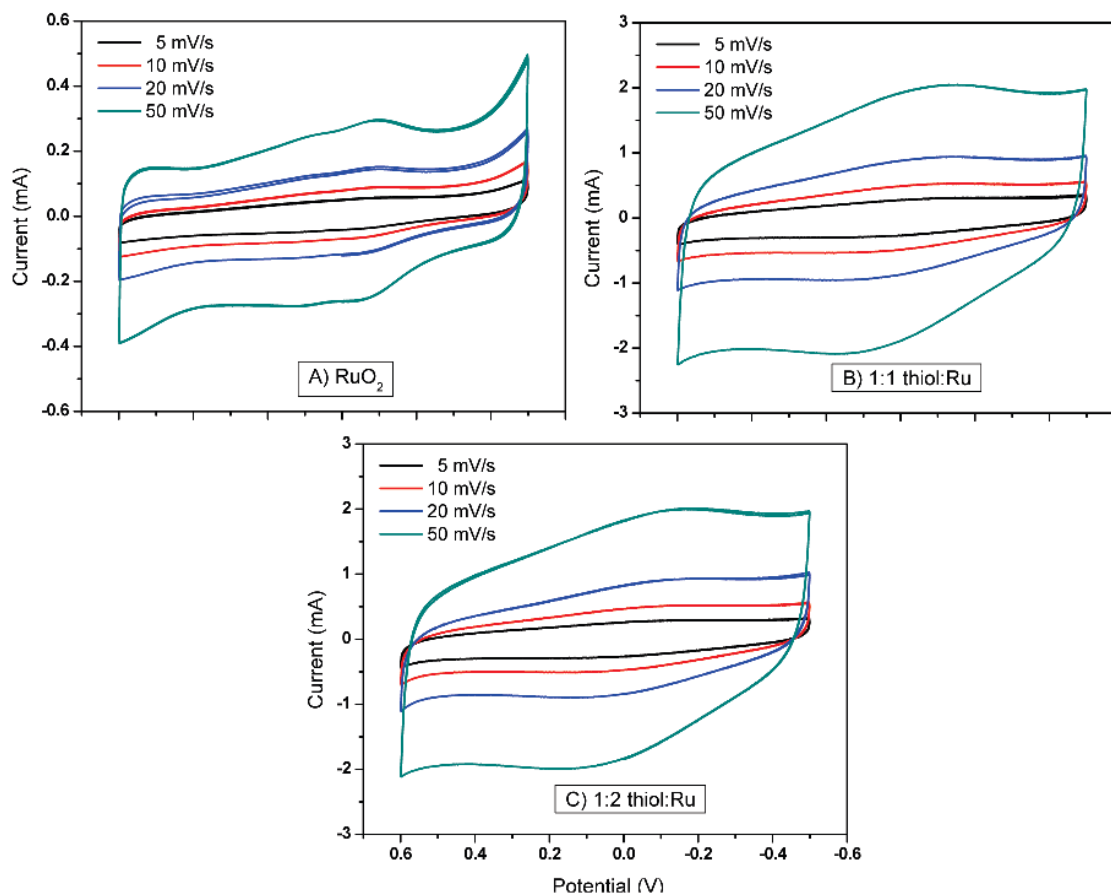 0.6
0.4
0.2
0.0
-0.2
-0.4
-0.6
Current (mA)
5 mV/s
10 mV/s
20 mV/s
50 mV/s
A) RuO₂
3
2
1
0
-1
-2
-3
Current (mA)
5 mV/s
10 mV/s
20 mV/s
50 mV/s
B) 1:1 thiol:Ru
3
2
1
0
-1
-2
-3
Current (mA)
5 mV/s
10 mV/s
20 mV/s
50 mV/s
C) 1:2 thiol:Ru
0.6 0.4 0.2 0.0 -0.2 -0.4 -0.6
Potential (V)